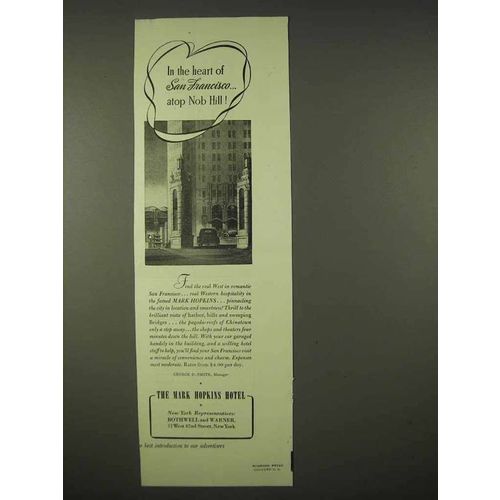 In the heart of
San Francisco...
atop Nob Hill!
Find the real West in romantic
San Francisco... real Western hospitality in
the famed MARK HOPKINS... pinnacling
the city in location and smartness! Thrill to the
brilliant vista of harbor, hills and sweeping
Bridges... the pagoda-roofs of Chinatown
only a step away... the shops and theaters four
minutes down the hill. With your car garaged
handily in the building, and a willing hotel
staff to help, you'll find your San Francisco visit
a miracle of convenience and charm. Expenses
most moderate. Rates from $4.00 per day.
GEORGE D. SMITH, Manager
THE MARK HOPKINS HOTEL
New York Representatives:
BOTHWELL and WARNER,
11 West 42nd Street, New York
best introduction to our advertisers